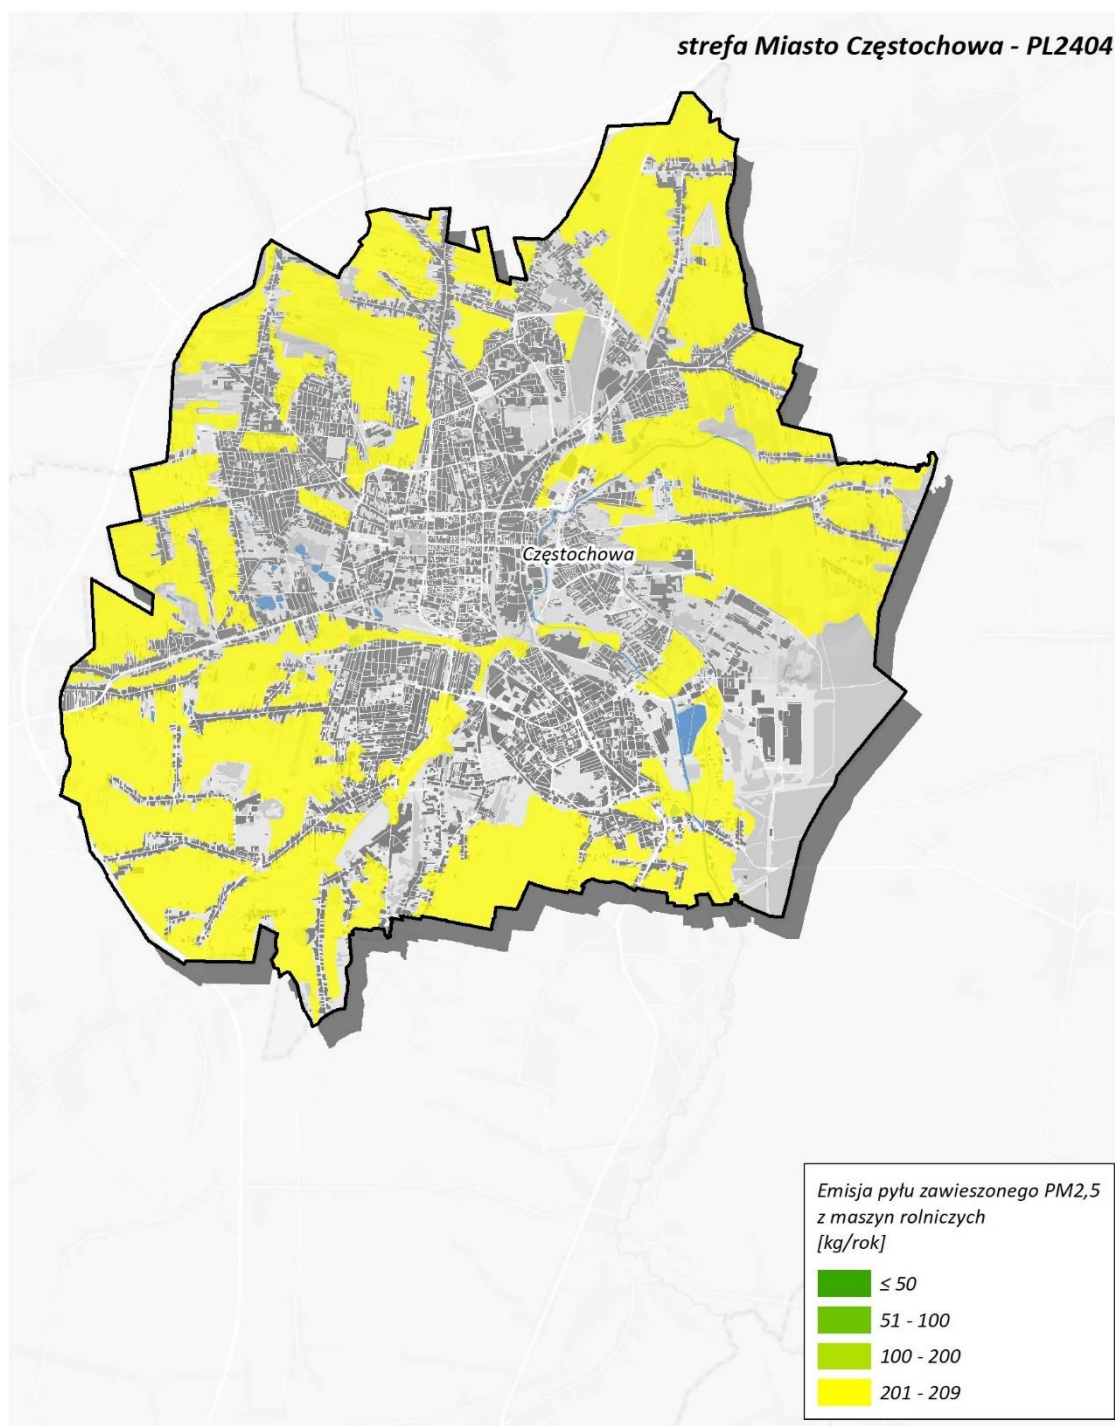 strefa Miasto Częstochowa - PL2404
Częstochowa
Emisja pyłu zawieszonego PM2,5
z maszyn rolniczych
[kg/rok]
≤ 50
51 - 100
100 - 200
201 - 209